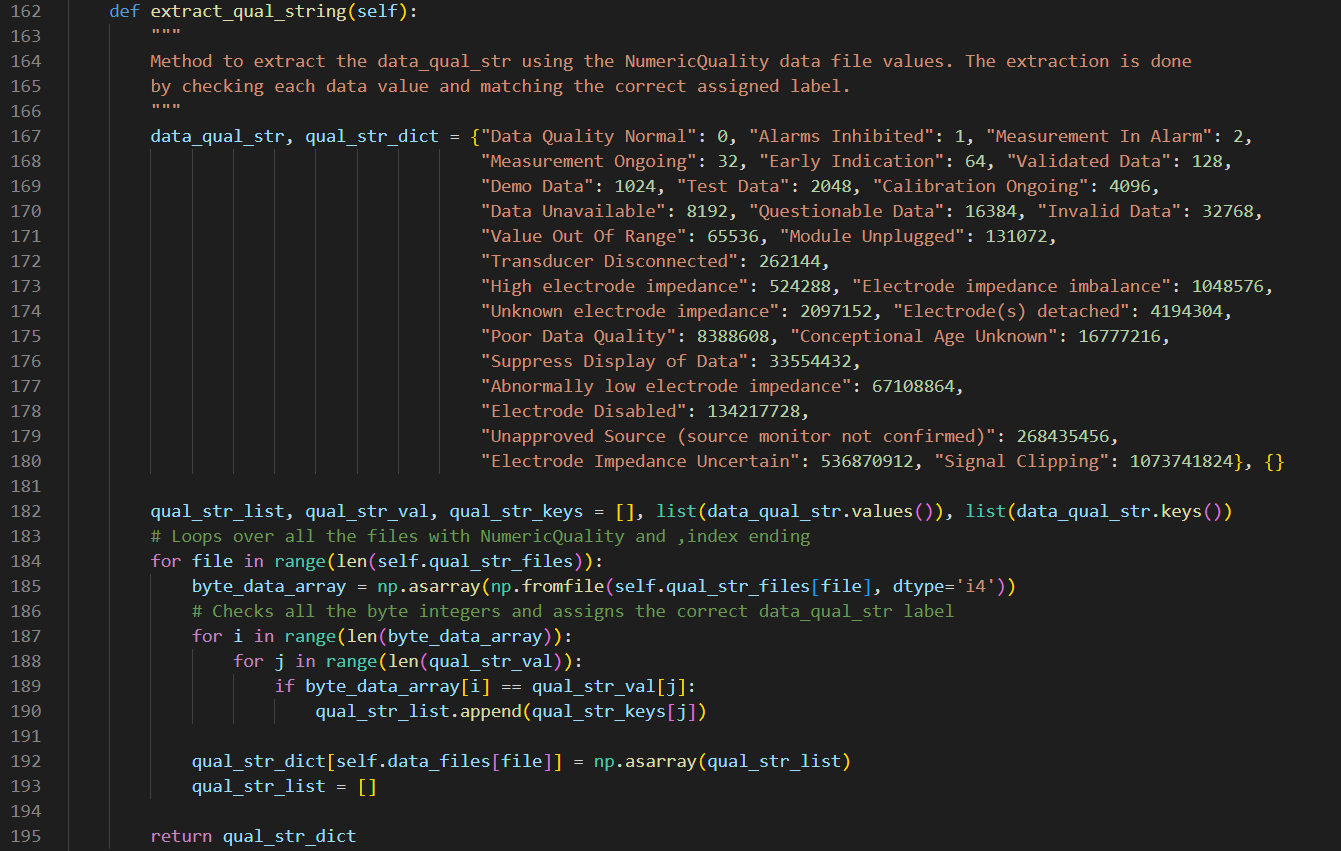 162 def extract_qual_string(self):
163 """
164 Method to extract the data_qual_str using the NumericQuality data file values. The extraction is done
165 by checking each data value and matching the correct assigned label.
166 """
167 data_qual_str, qual_str_dict = {"Data Quality Normal": 0, "Alarms Inhibited": 1, "Measurement In Alarm": 2,
168 "Measurement Ongoing": 32, "Early Indication": 64, "Validated Data": 128,
169 "Demo Data": 1024, "Test Data": 2048, "Calibration Ongoing": 4096,
170 "Data Unavailable": 8192, "Questionable Data": 16384, "Invalid Data": 32768,
171 "Value Out Of Range": 65536, "Module Unplugged": 131072,
172 "Transducer Disconnected": 262144,
173 "High electrode impedance": 524288, "Electrode impedance imbalance": 1048576,
174 "Unknown electrode impedance": 2097152, "Electrode(s) detached": 4194304,
175 "Poor Data Quality": 8388608, "Conceptional Age Unknown": 16777216,
176 "Suppress Display of Data": 33554432,
177 "Abnormally low electrode impedance": 67108864,
178 "Electrode Disabled": 134217728,
179 "Unapproved Source (source monitor not confirmed)": 268435456,
180 "Electrode Impedance Uncertain": 536870912, "Signal Clipping": 1073741824}, {}
181
182 qual_str_list, qual_str_val, qual_str_keys = [], list(data_qual_str.values()), list(data_qual_str.keys())
183 # Loops over all the files with NumericQuality and ,index ending
184 for file in range(len(self.qual_str_files)):
185 byte_data_array = np.asarray(np.fromfile(self.qual_str_files[file], dtype='i4'))
186 # Checks all the byte integers and assigns the correct data_qual_str label
187 for i in range(len(byte_data_array)):
188 for j in range(len(qual_str_val)):
189 if byte_data_array[i] == qual_str_val[j]:
190 qual_str_list.append(qual_str_keys[j])
191
192 qual_str_dict[self.data_files[file]] = np.asarray(qual_str_list)
193 qual_str_list = []
194
195 return qual_str_dict